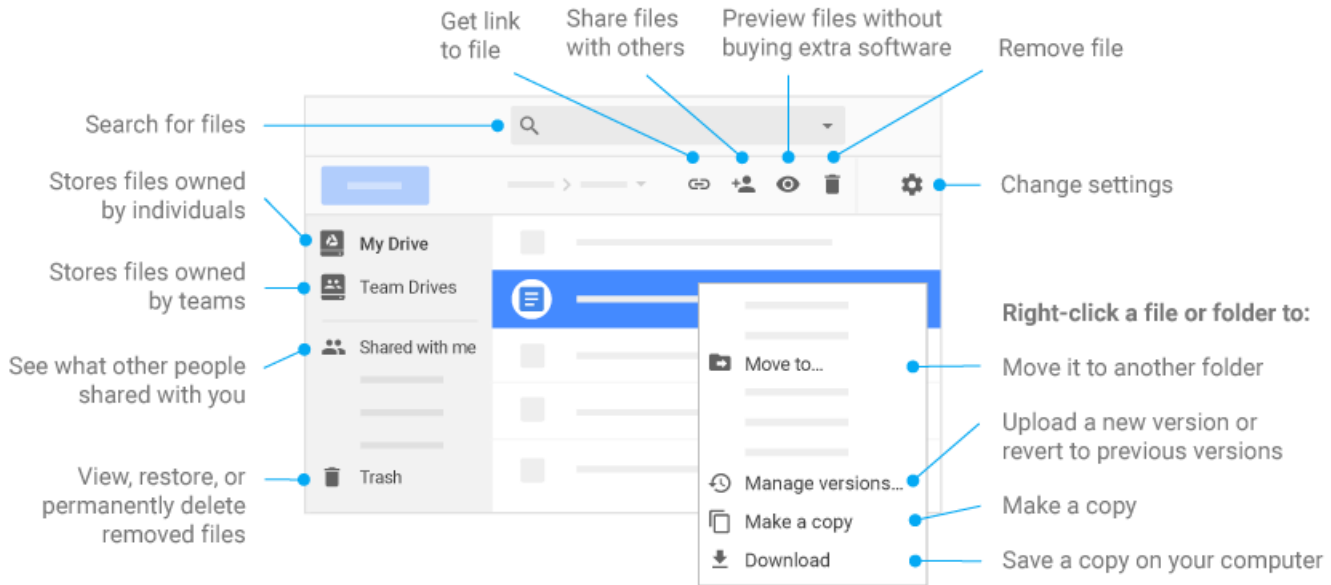 Get link
to file
Share files
with others
Preview files without
buying extra software
Remove file
Search for files
Stores files owned
by individuals
Change settings
My Drive
Stores files owned
by teams
Team Drives
Right-click a file or folder to:
See what other people
shared with you
Shared with me
Move to...
Move it to another folder
Upload a new version or
revert to previous versions
View, restore, or
permanently delete
removed files
Trash
Manage versions...
Make a copy
Make a copy
Download
Save a copy on your computer